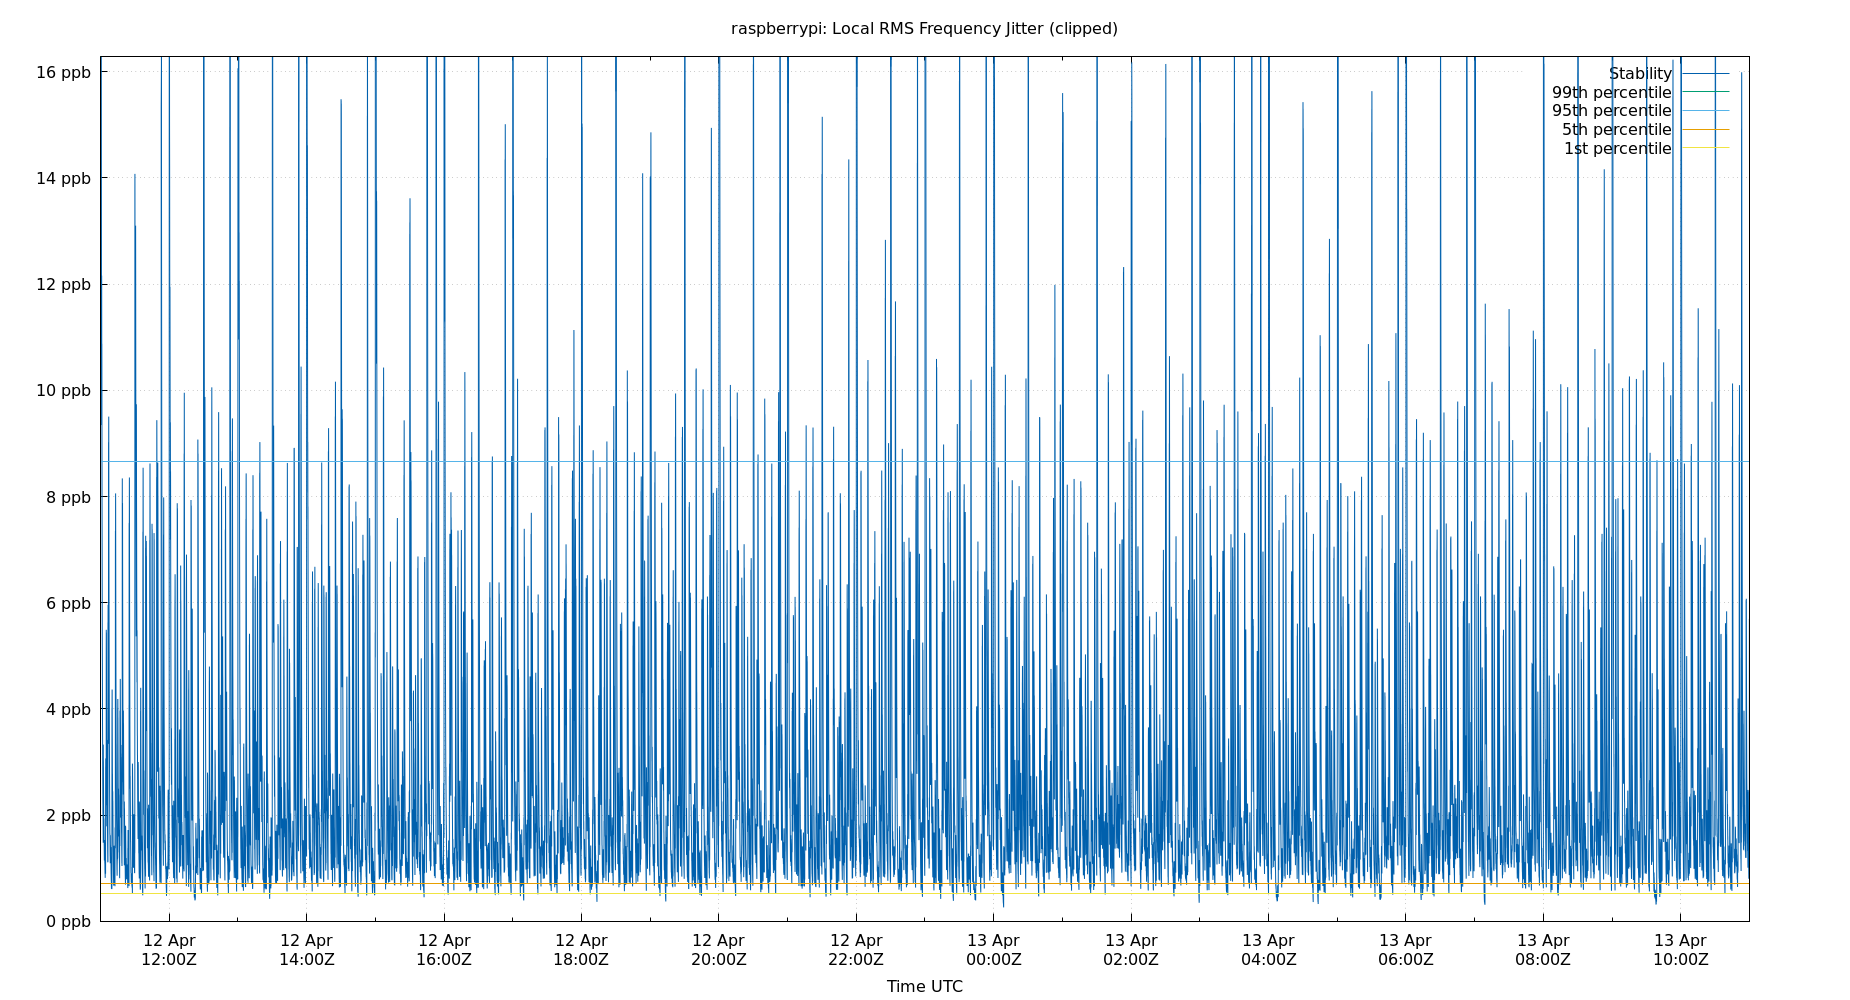 raspberrypi: Local RMS Frequency Jitter (clipped)
16 ppb
14 ppb
12 ppb
10 ppb
8 ppb
6 ppb
4 ppb
2 ppb
0 ppb
Stability
99th percentile
95th percentile
5th percentile
1st percentile
12 Apr 12 Apr 12 Apr 12 Apr 12 Apr 12 Apr 13 Apr 13 Apr 13 Apr 13 Apr 13 Apr 13 Apr
12:00Z 14:00Z 16:00Z 18:00Z 20:00Z 22:00Z 00:00Z 02:00Z 04:00Z 06:00Z 08:00Z 10:00Z
Time UTC